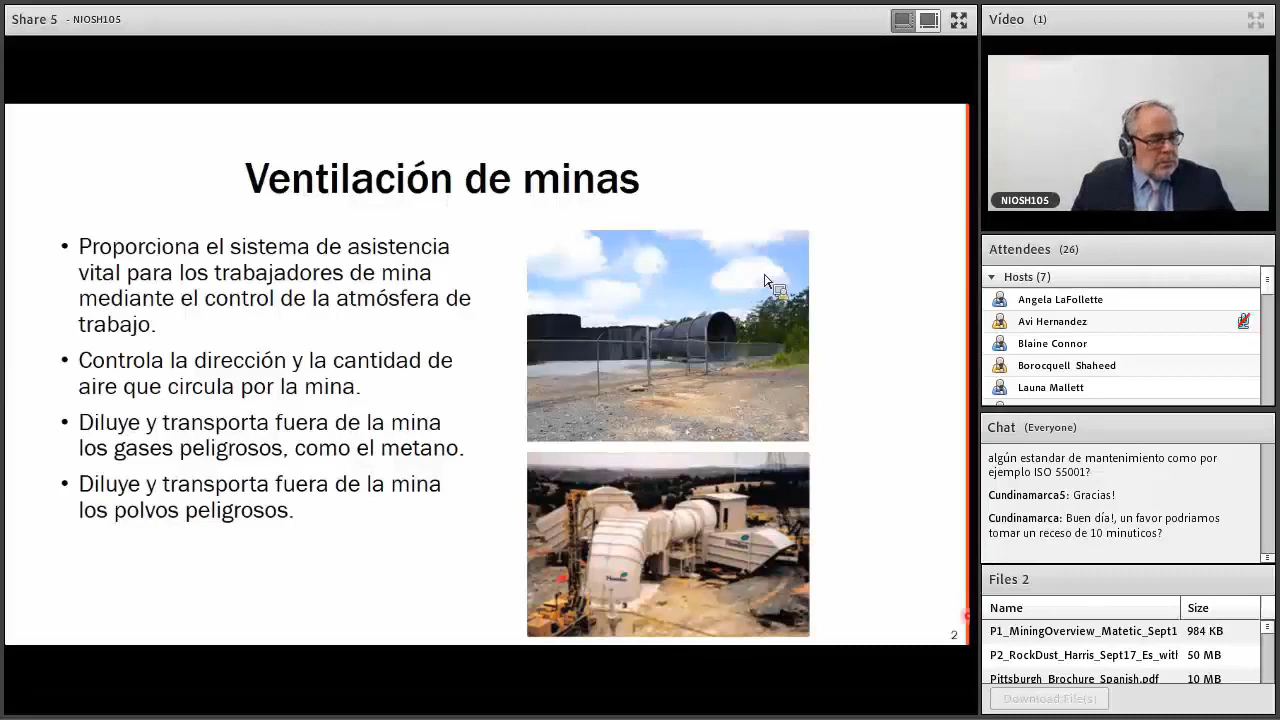 Share 5 - NIOSH105
Ventilación de minas
• Proporciona el sistema de asistencia
vital para los trabajadores de mina
mediante el control de la atmósfera de
trabajo.
• Controla la dirección y la cantidad de
aire que circula por la mina.
• Diluye y transporta fuera de la mina
los gases peligrosos, como el metano.
• Diluye y transporta fuera de la mina
los polvos peligrosos.
2
Vídeo (1)
NIOSH105
Attendees (26)
Hosts (7)
Angela LaFollette
Avi Hernandez
Blaine Connor
Borocquell Shaheed
Launa Mallett
Chat (Everyone)
algún estandar de mantenimiento como por
ejemplo ISO 55001?
Cundinamarca5: Gracias!
Cundinamarca: Buen día!, un favor podriamos
tomar un receso de 10 minuticos?
Files 2
Name Size
P1_MiningOverview_Matetic_Sept1 984 KB
P2_RockDust_Harris_Sept17_Es_with 50 MB
Pittsburgh_Brochure_Spanish.pdf 10 MB
Download File(s)